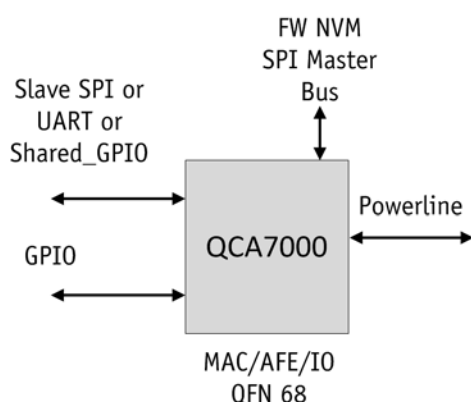 FW NVM
SPI Master
Bus
Slave SPI or
UART or
Shared_GPIO
Powerline
GPIO
QCA7000
MAC/AFE/IO
QFN 68